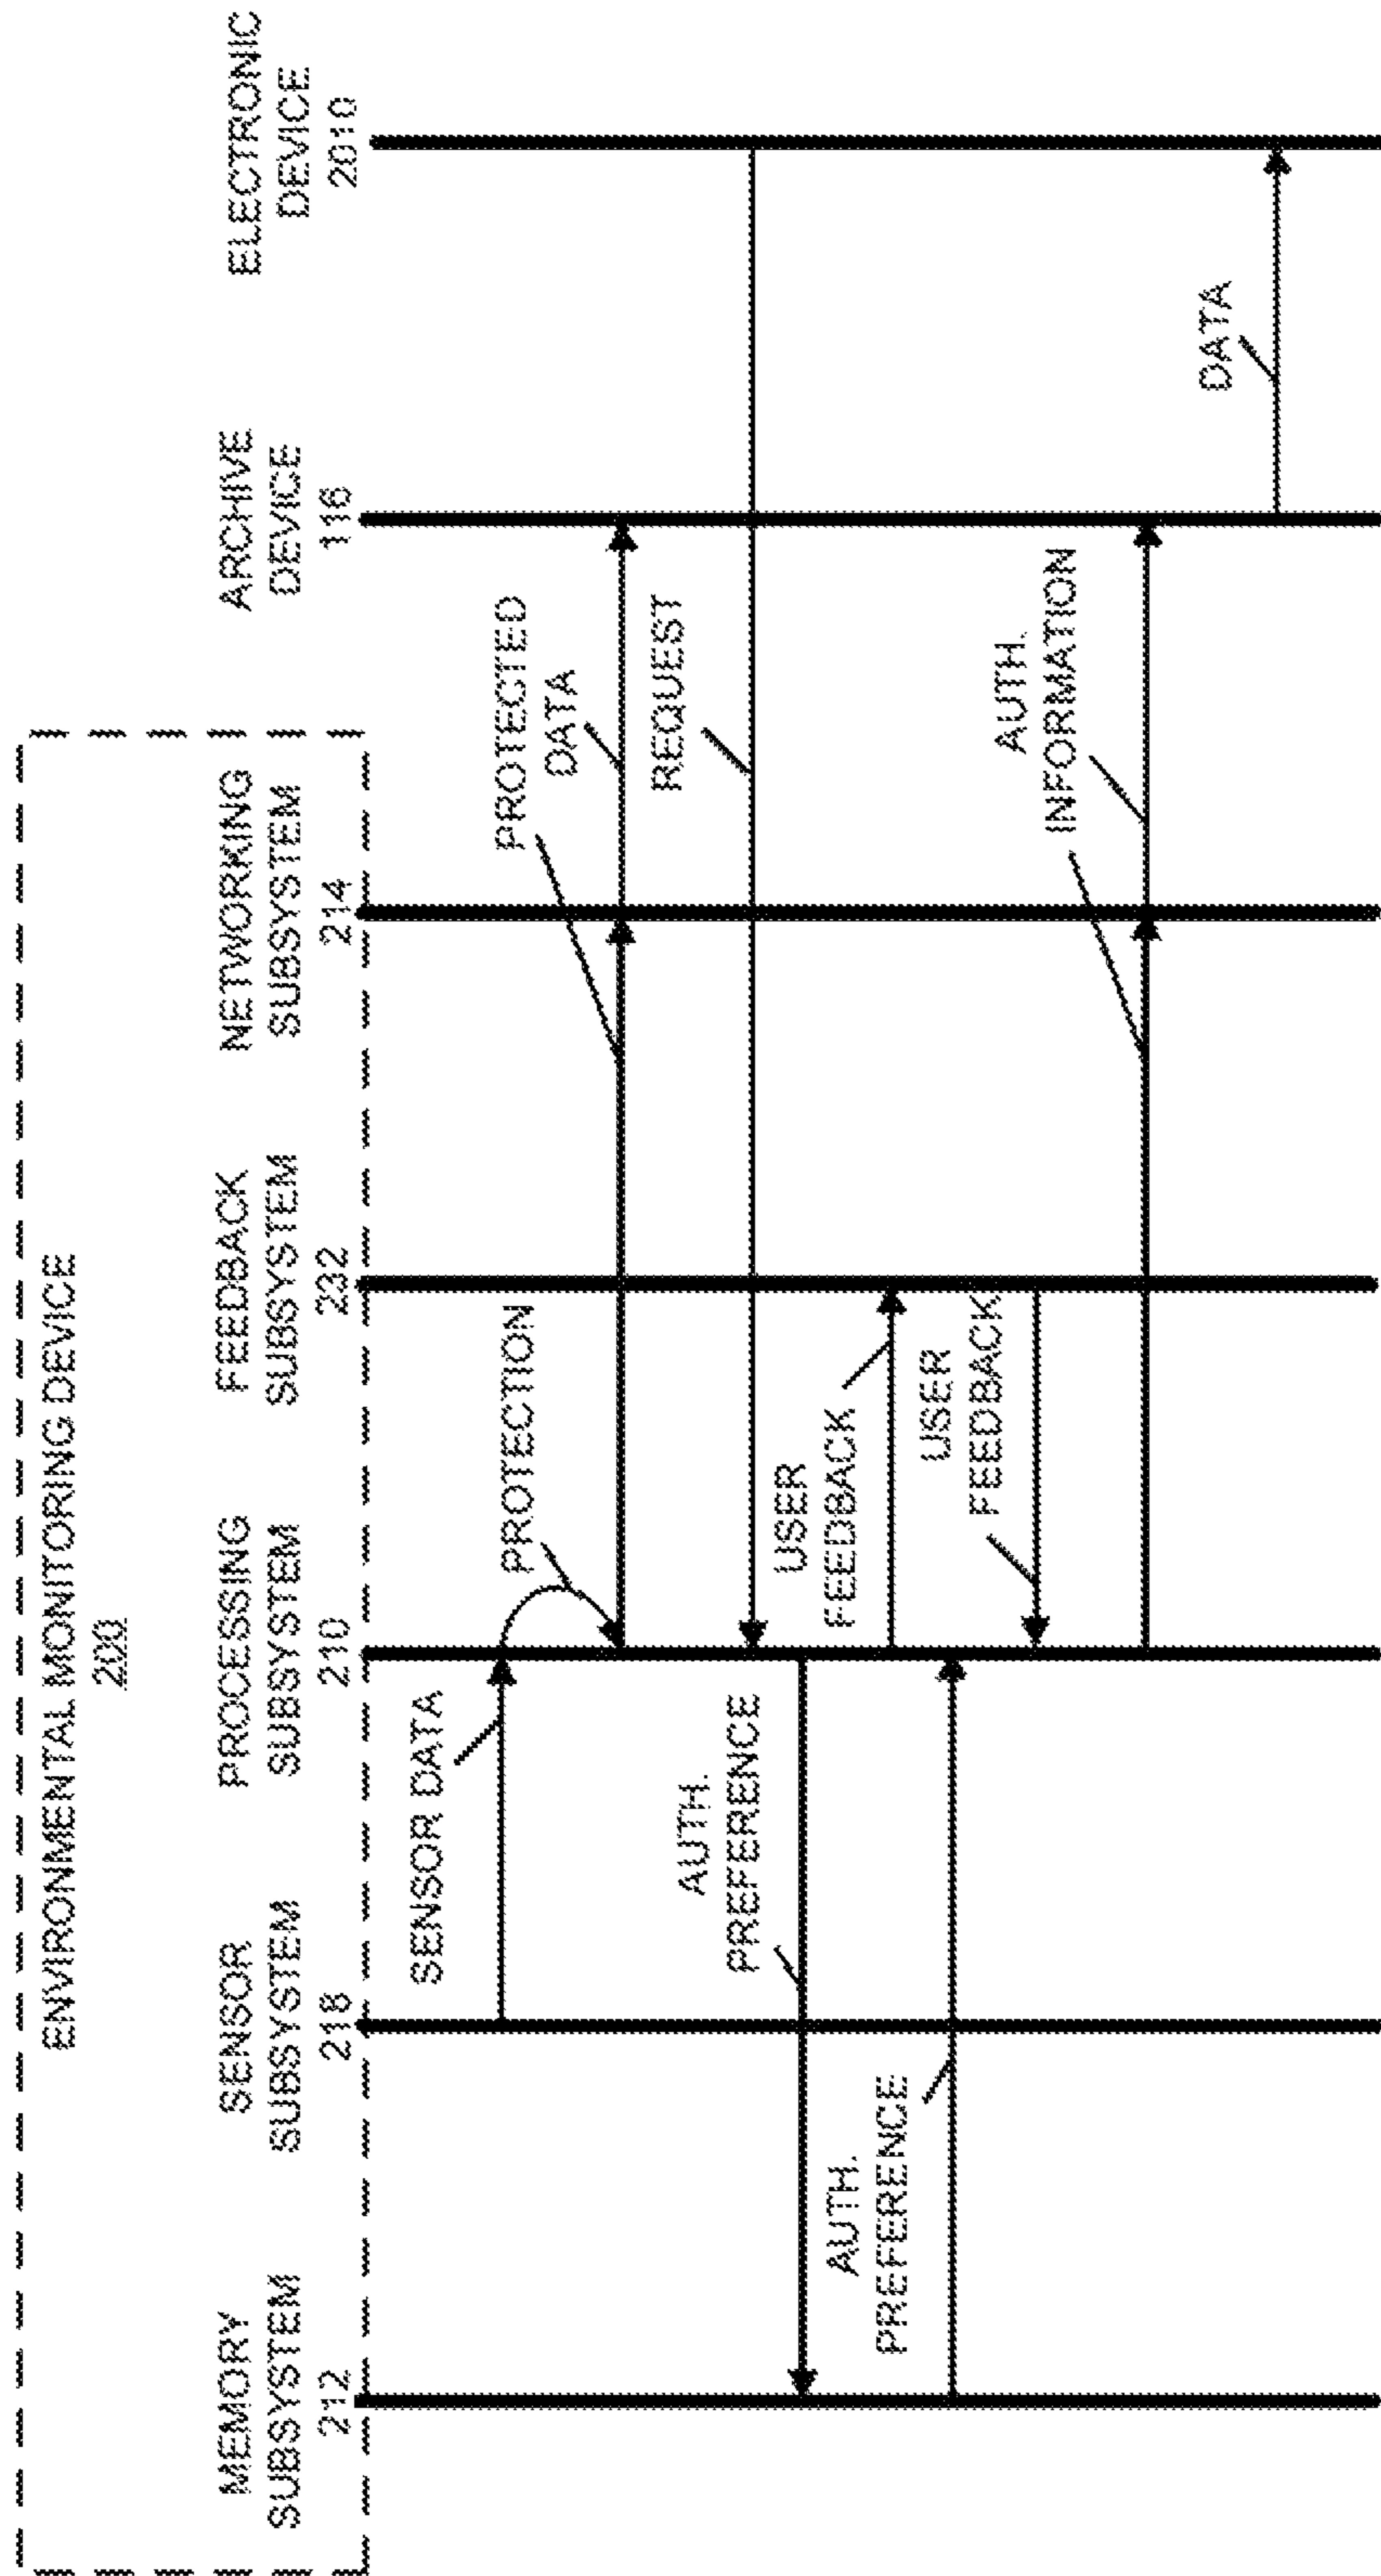 ENVIRONMENTAL MONITORING DEVICE
200
MEMORY
SUBSYSTEM
212
SENSOR
SUBSYSTEM
218
PROCESSING
SUBSYSTEM
210
FEEDBACK
SUBSYSTEM
232
NETWORKING
SUBSYSTEM
214
ARCHIVE
DEVICE
116
ELECTRONIC
DEVICE
2010
SENSOR DATA
PROTECTION
PROTECTED
DATA
REQUEST
AUTH.
PREFERENCE
USER
FEEDBACK
AUTH.
PREFERENCE
USER
FEEDBACK
AUTH.
INFORMATION
DATA